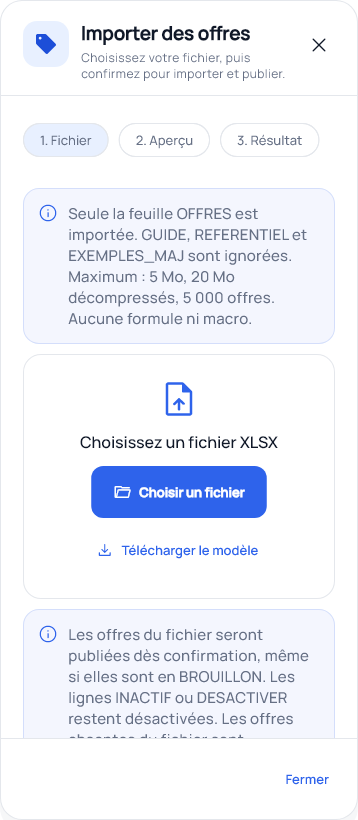 Importer des offres
Choisissez votre fichier, puis
confirmez pour importer et publier.
1. Fichier
2. Aperçu
3. Résultat
Seule la feuille OFFRES est
importée. GUIDE, REFERENTIEL et
EXEMPLES_MAJ sont ignorées.
Maximum : 5 Mo, 20 Mo
décompressés, 5 000 offres.
Aucune formule ni macro.
Choisissez un fichier XLSX
Choisir un fichier
Télécharger le modèle
Les offres du fichier seront
publiées dès confirmation, même
si elles sont en BROUILLON. Les
lignes INACTIF ou DESACTIVER
restent désactivées. Les offres
absentes du fichier sont
Fermer